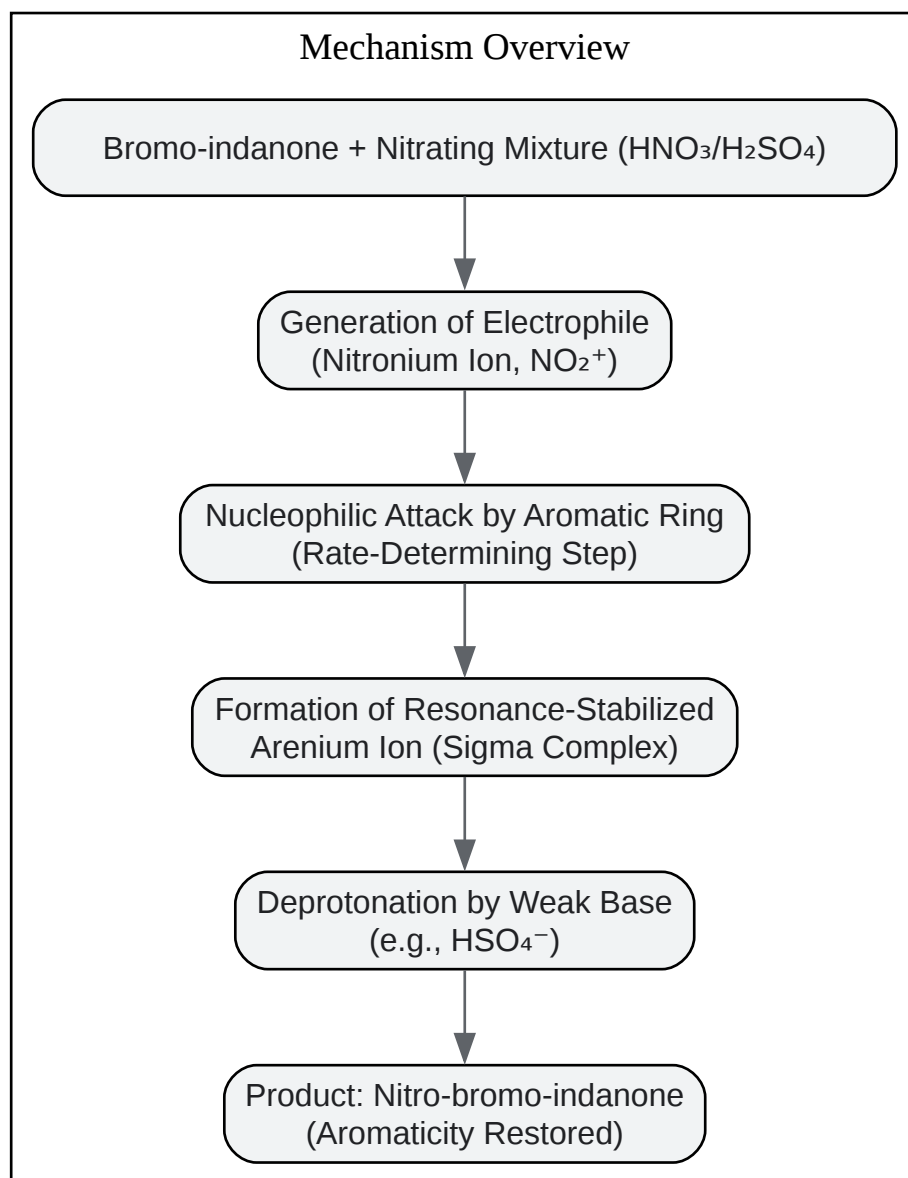 Mechanism Overview
Bromo-indanone + Nitrating Mixture (HNO₃/H₂SO₄)
Generation of Electrophile
(Nitronium Ion, NO₂⁺)
Nucleophilic Attack by Aromatic Ring
(Rate-Determining Step)
Formation of Resonance-Stabilized
Arenium Ion (Sigma Complex)
Deprotonation by Weak Base
(e.g., HSO₄⁻)
Product: Nitro-bromo-indanone
(Aromaticity Restored)